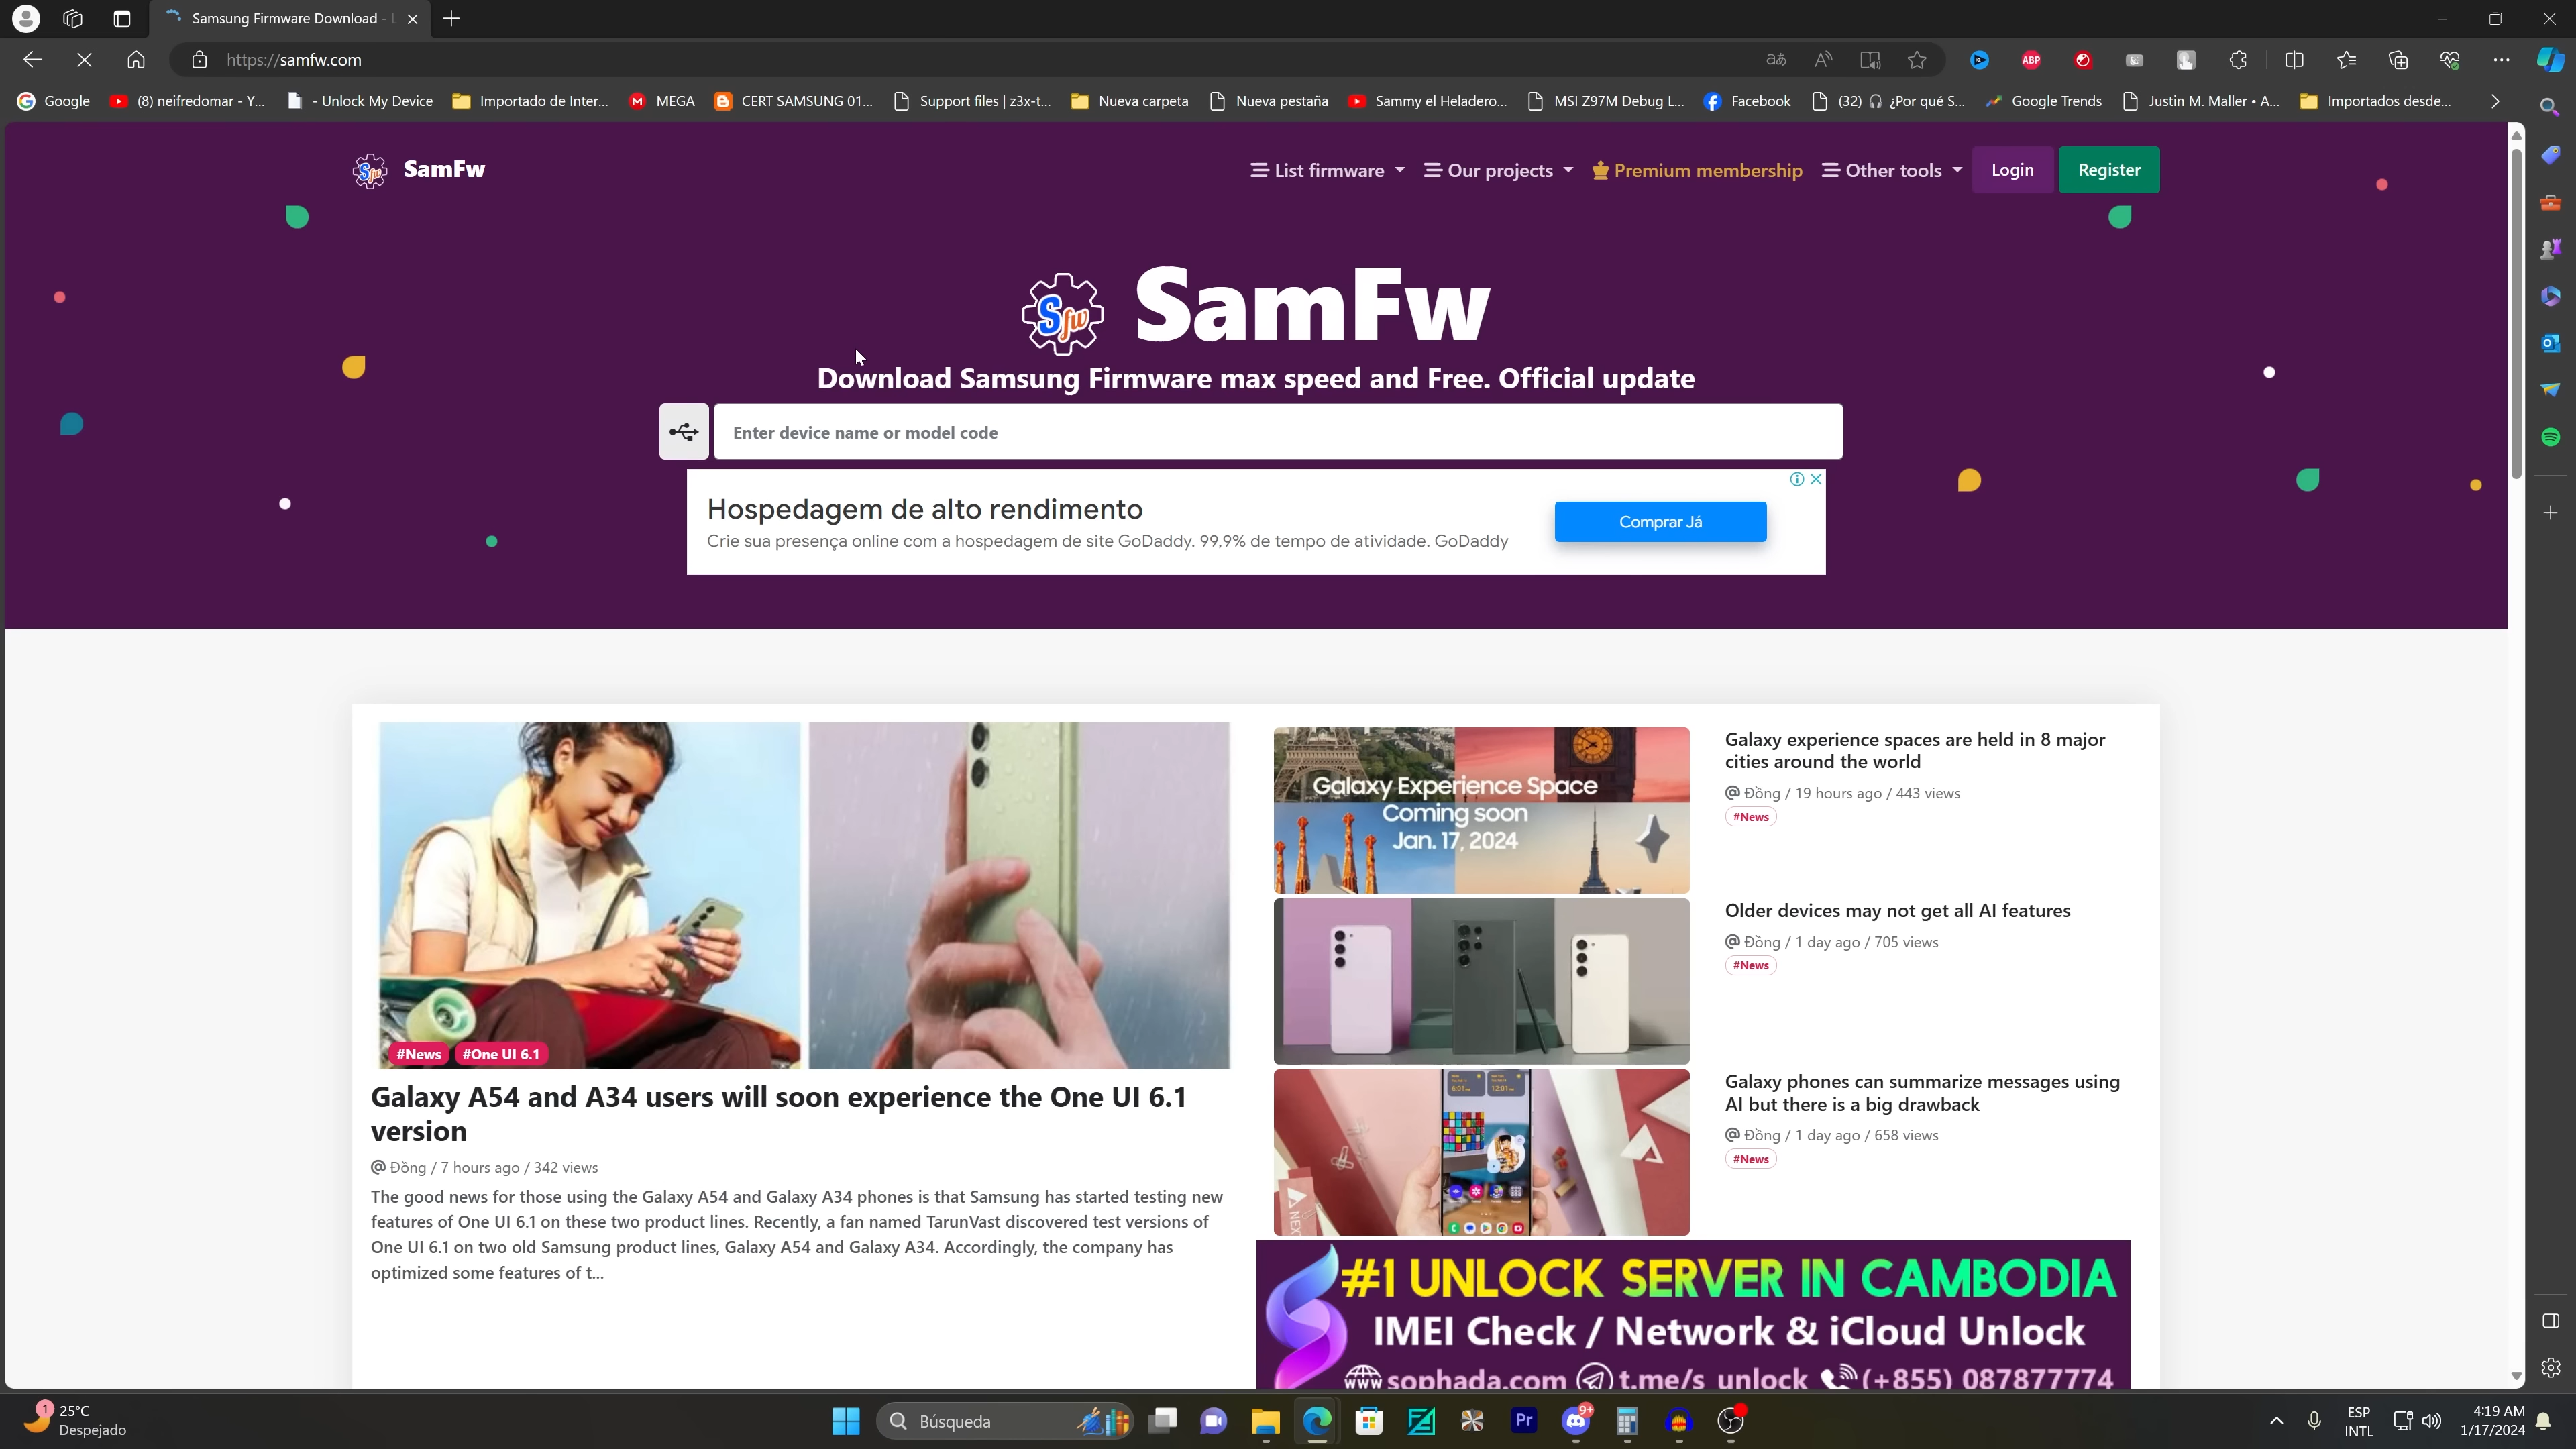 Samsung Firmware Download -
https://samfw.com
Google
(8) neifredomar - Y...
- Unlock My Device
Importado de Inter...
MEGA
CERT SAMSUNG 01...
Support files | z3x-t...
Nueva carpeta
Nueva pestaña
Sammy el Heladero...
MSI Z97M Debug L...
Facebook
(32) 🎧 ¿Por qué S...
Google Trends
Justin M. Maller • A...
Importados desde...
SamFw
List firmware
Our projects
Premium membership
Other tools
Login
Register
Sfw SamFw
Download Samsung Firmware max speed and Free. Official update
Enter device name or model code
Hospedagem de alto rendimento
Crie sua presença online com a hospedagem de site GoDaddy. 99,9% de tempo de atividade. GoDaddy
Comprar Já
#News #One UI 6.1
Galaxy A54 and A34 users will soon experience the One UI 6.1
version
@ Đồng / 7 hours ago / 342 views
The good news for those using the Galaxy A54 and Galaxy A34 phones is that Samsung has started testing new
features of One UI 6.1 on these two product lines. Recently, a fan named TarunVast discovered test versions of
One UI 6.1 on two old Samsung product lines, Galaxy A54 and Galaxy A34. Accordingly, the company has
optimized some features of t...
Galaxy Experience Space
Coming soon
Jan. 17, 2024
Galaxy experience spaces are held in 8 major
cities around the world
@ Đồng / 19 hours ago / 443 views
#News
Older devices may not get all AI features
@ Đồng / 1 day ago / 705 views
#News
Galaxy phones can summarize messages using
AI but there is a big drawback
@ Đồng / 1 day ago / 658 views
#News
#1 UNLOCK SERVER IN CAMBODIA
IMEI Check / Network & iCloud Unlock
sophada.com t.me/s_unlock (+855) 087877774
1
25°C
Despejado
Búsqueda
Pr
9+
ESP
INTL
4:19 AM
1/17/2024